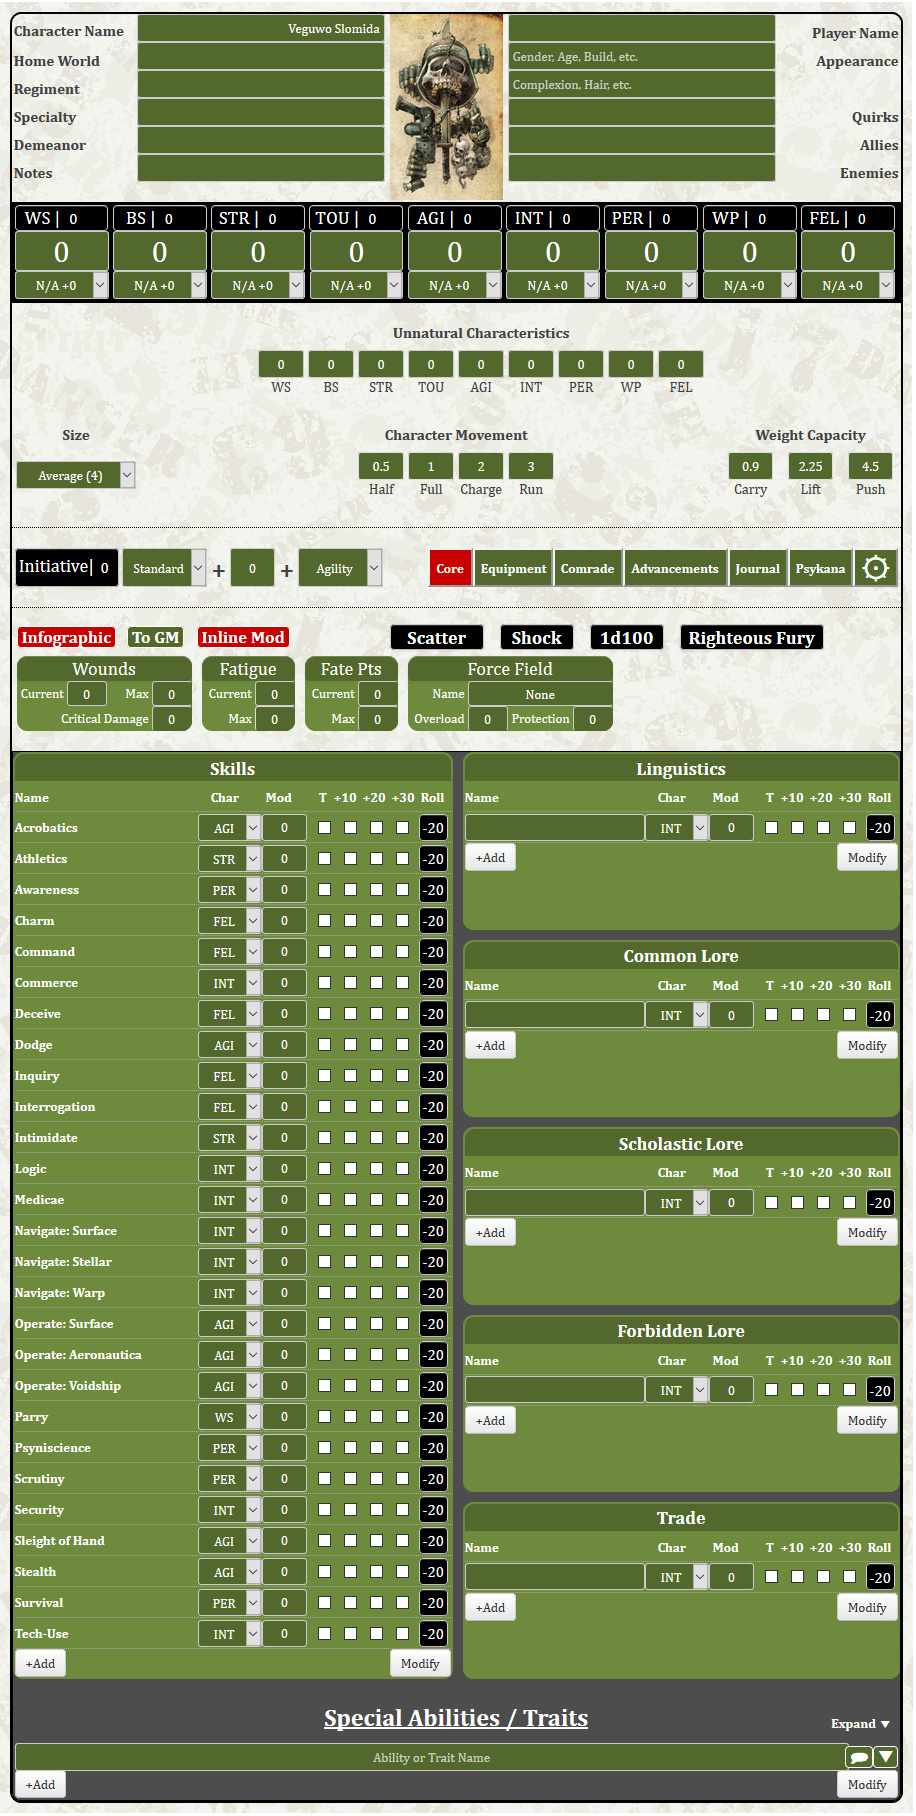 Character Name Veguwo Slomida Player Name
Home World Gender, Age, Build, etc. Appearance
Regiment Complexion, Hair, etc.
Specialty Quirks
Demeanor Allies
Notes Enemies
WS | 0 BS | 0 STR | 0 TOU | 0 AGI | 0 INT | 0 PER | 0 WP | 0 FEL | 0
0 0 0 0 0 0 0 0 0
N/A +0 N/A +0 N/A +0 N/A +0 N/A +0 N/A +0 N/A +0 N/A +0 N/A +0
Unnatural Characteristics
0 0 0 0 0 0 0 0 0
WS BS STR TOU AGI INT PER WP FEL
Size Character Movement Weight Capacity
Average (4) 0.5 1 2 3 0.9 2.25 4.5
Half Full Charge Run Carry Lift Push
Initiative| 0 Standard + 0 + Agility Core Equipment Comrade Advancements Journal Psykana
Infographic To GM Inline Mod Scatter Shock 1d100 Righteous Fury
Wounds Fatigue Fate Pts Force Field
Current 0 Max 0 Current 0 Current 0 Name None
Critical Damage 0 Max 0 Max 0 Overload 0 Protection 0
Skills
Name Char Mod T +10 +20 +30 Roll
Acrobatics AGI 0 -20
Athletics STR 0 -20
Awareness PER 0 -20
Charm FEL 0 -20
Command FEL 0 -20
Commerce INT 0 -20
Deceive FEL 0 -20
Dodge AGI 0 -20
Inquiry FEL 0 -20
Interrogation FEL 0 -20
Intimidate STR 0 -20
Logic INT 0 -20
Medicae INT 0 -20
Navigate: Surface INT 0 -20
Navigate: Stellar INT 0 -20
Navigate: Warp INT 0 -20
Operate: Surface AGI 0 -20
Operate: Aeronautica AGI 0 -20
Operate: Voidship AGI 0 -20
Parry WS 0 -20
Psyniscience PER 0 -20
Scrutiny PER 0 -20
Security INT 0 -20
Sleight of Hand AGI 0 -20
Stealth AGI 0 -20
Survival PER 0 -20
Tech-Use INT 0 -20
+Add Modify
Linguistics
Name Char Mod T +10 +20 +30 Roll
INT 0 -20
+Add Modify
Common Lore
Name Char Mod T +10 +20 +30 Roll
INT 0 -20
+Add Modify
Scholastic Lore
Name Char Mod T +10 +20 +30 Roll
INT 0 -20
+Add Modify
Forbidden Lore
Name Char Mod T +10 +20 +30 Roll
INT 0 -20
+Add Modify
Trade
Name Char Mod T +10 +20 +30 Roll
INT 0 -20
+Add Modify
Special Abilities / Traits
Expand ▼
Ability or Trait Name
+Add Modify